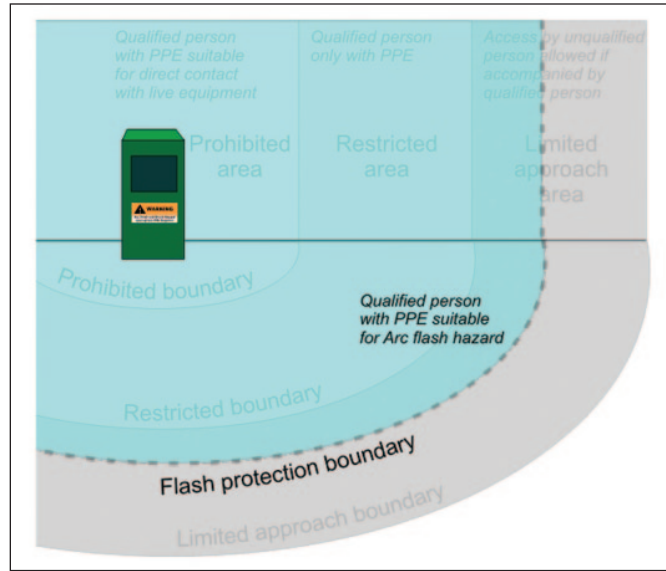 Qualified person
with PPE suitable
for direct contact
with live equipment
Qualified person
only with PPE
Access by unqualified
person allowed if
accompanied by
qualified person
Prohibited
area
Restricted
area
Limited
approach
area
WARNING
Prohibited boundary
Qualified person
with PPE suitable
for Arc flash hazard
Restricted boundary
Flash protection boundary
Limited approach boundary